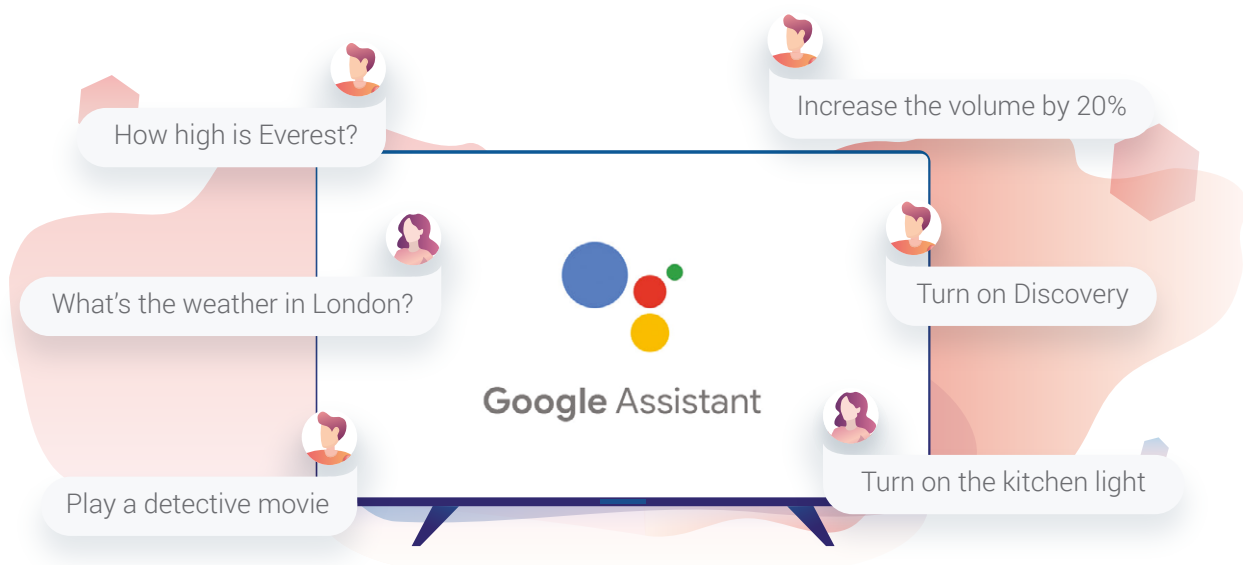 How high is Everest?
Increase the volume by 20%
What's the weather in London?
Turn on Discovery
Google Assistant
Play a detective movie
Turn on the kitchen light